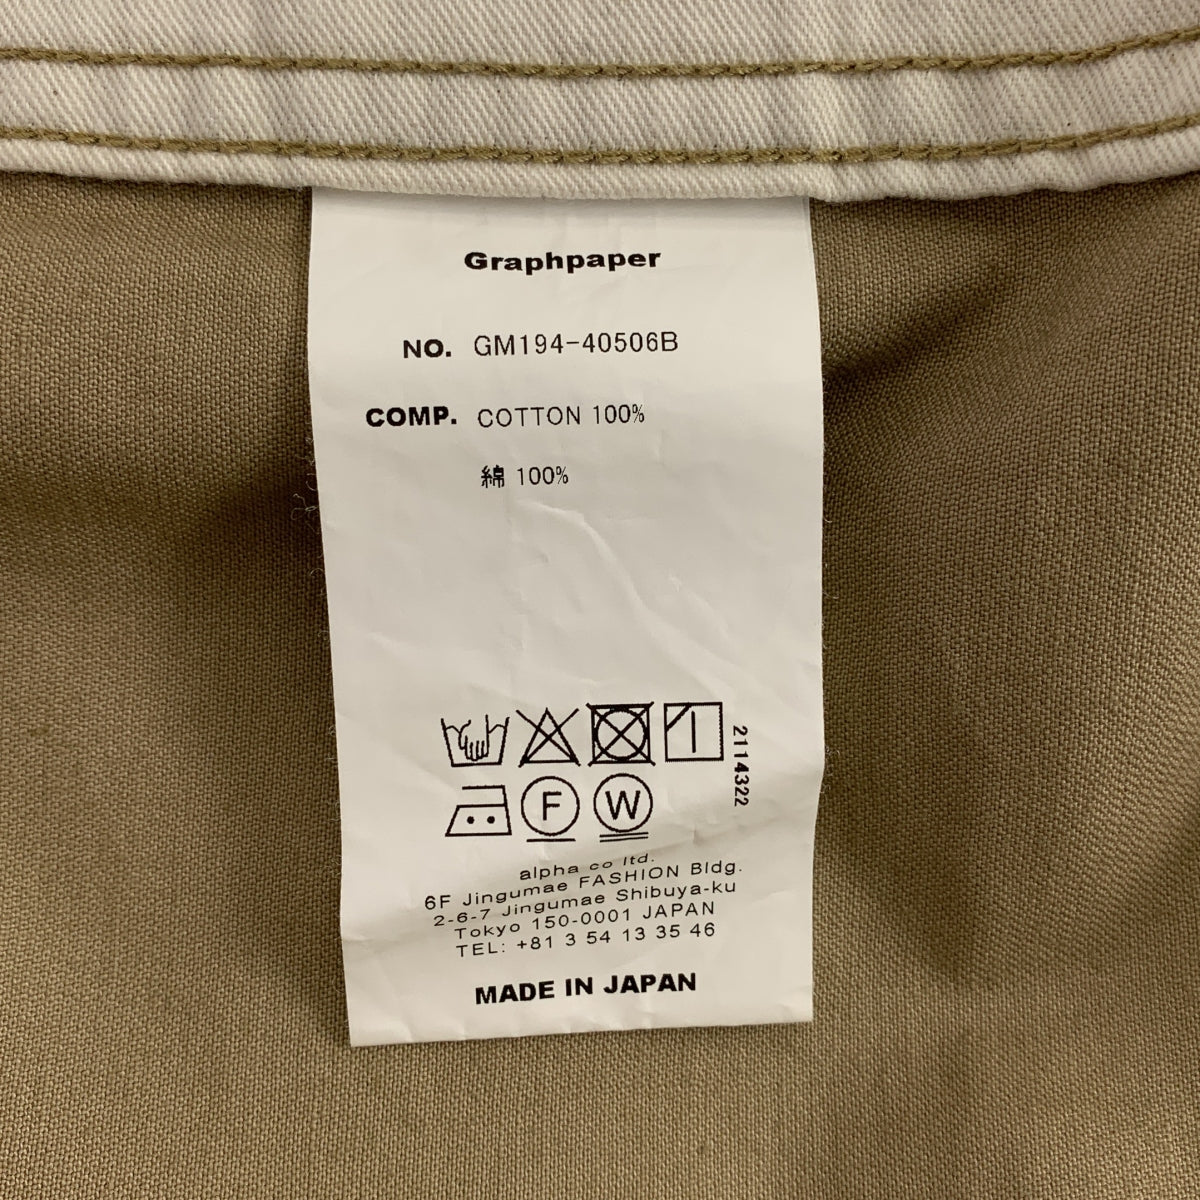 Graphpaper
NO. GM194-40506B
COMP. COTTON 100%
綿 100%
2114322
F W
alpha co ltd.
6F Jingumae FASHION Bldg.
2-6-7 Jingumae Shibuya-ku
Tokyo 150-0001 JAPAN
TEL: +81 3 54 13 35 46
MADE IN JAPAN